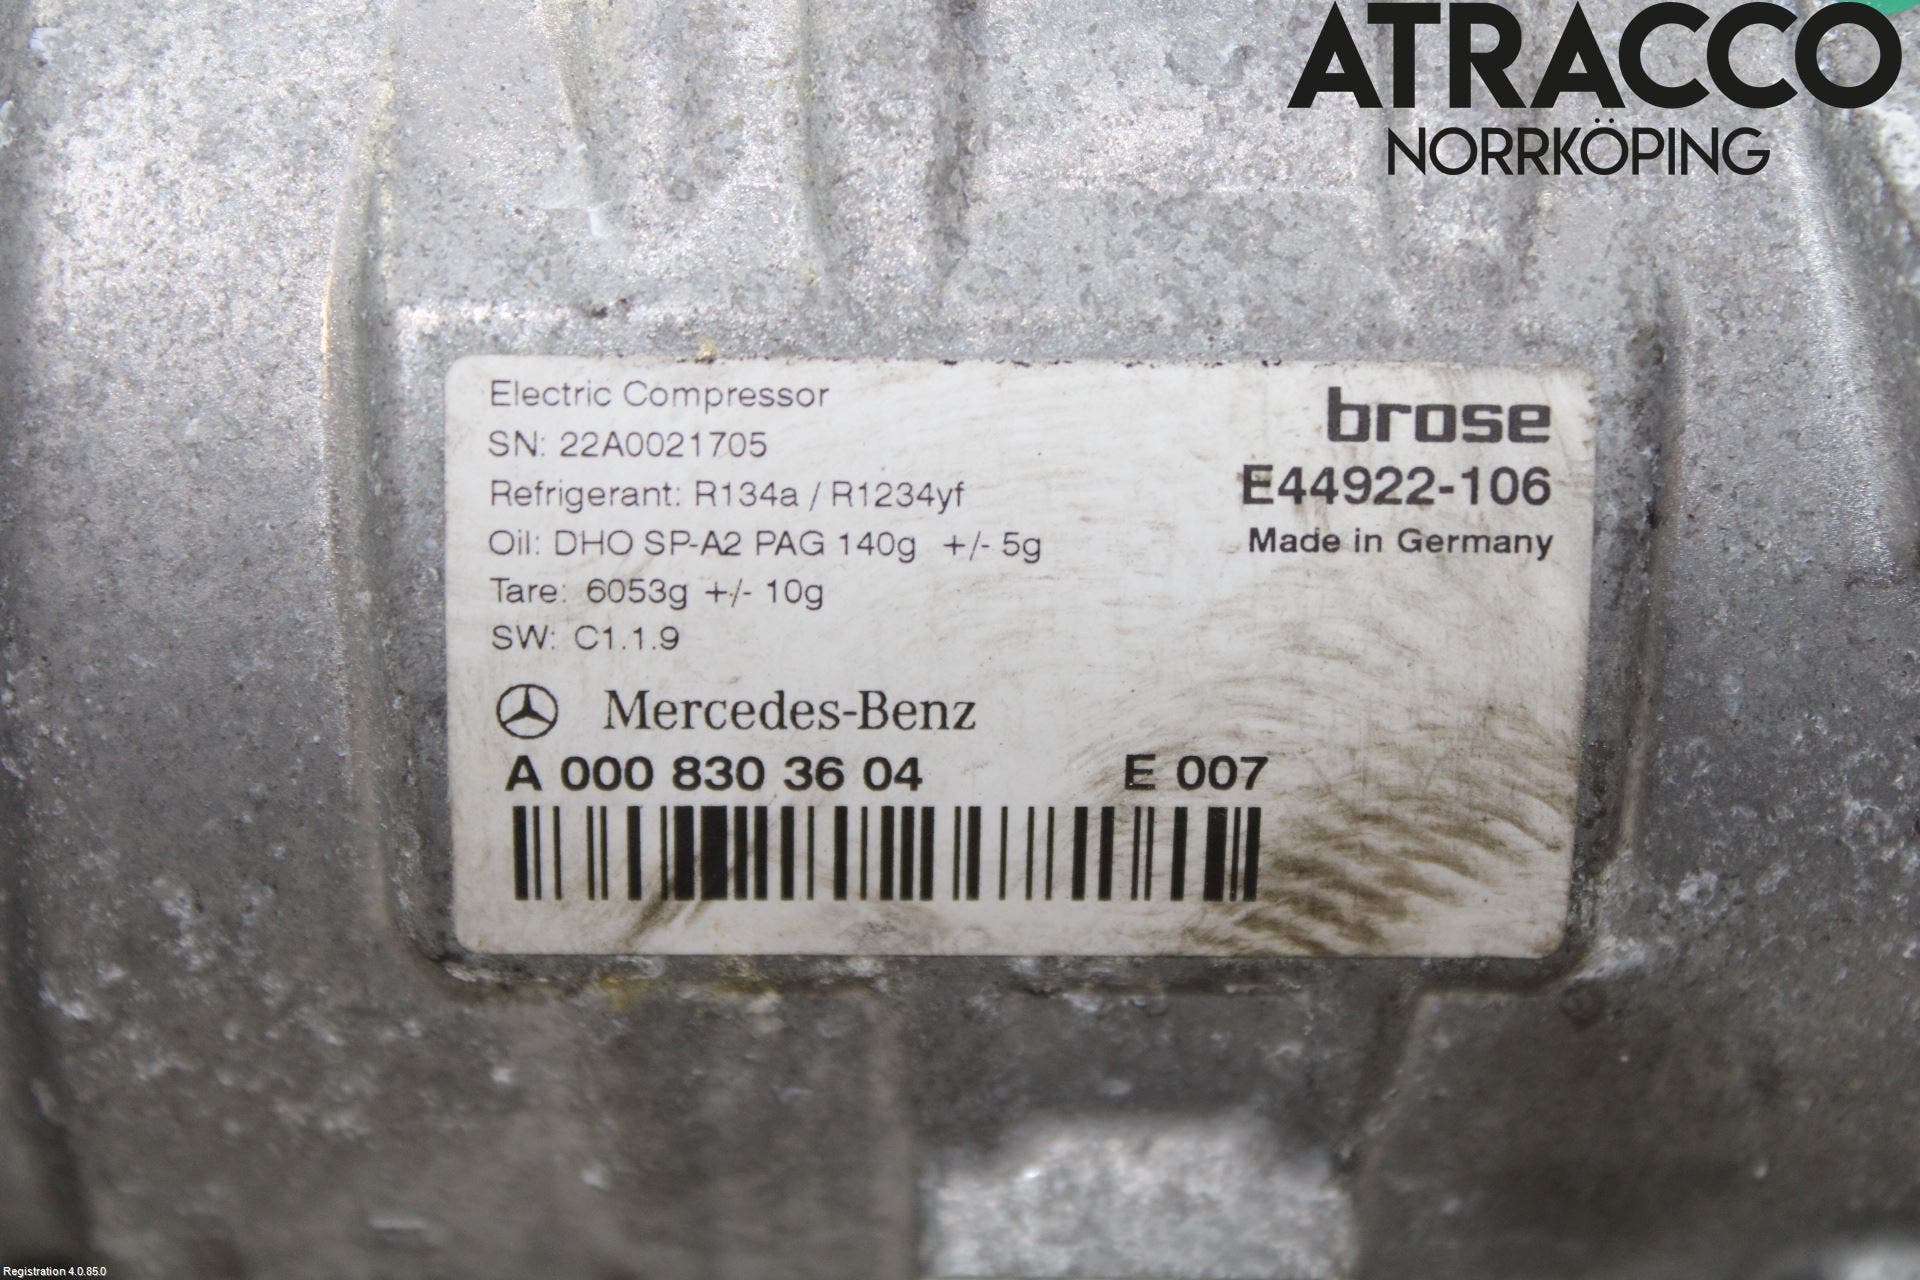 ATRACCO
NORRKÖPING
Electric Compressor
SN: 22A0021705
Refrigerant: R134a / R1234yf
Oil: DHO SP-A2 PAG 140g +/- 5g
Tare: 6053g +/- 10g
SW: C1.1.9
brose
E44922-106
Made in Germany
Mercedes-Benz
A 000 830 36 04 E 007
Registration 4.0.85.0